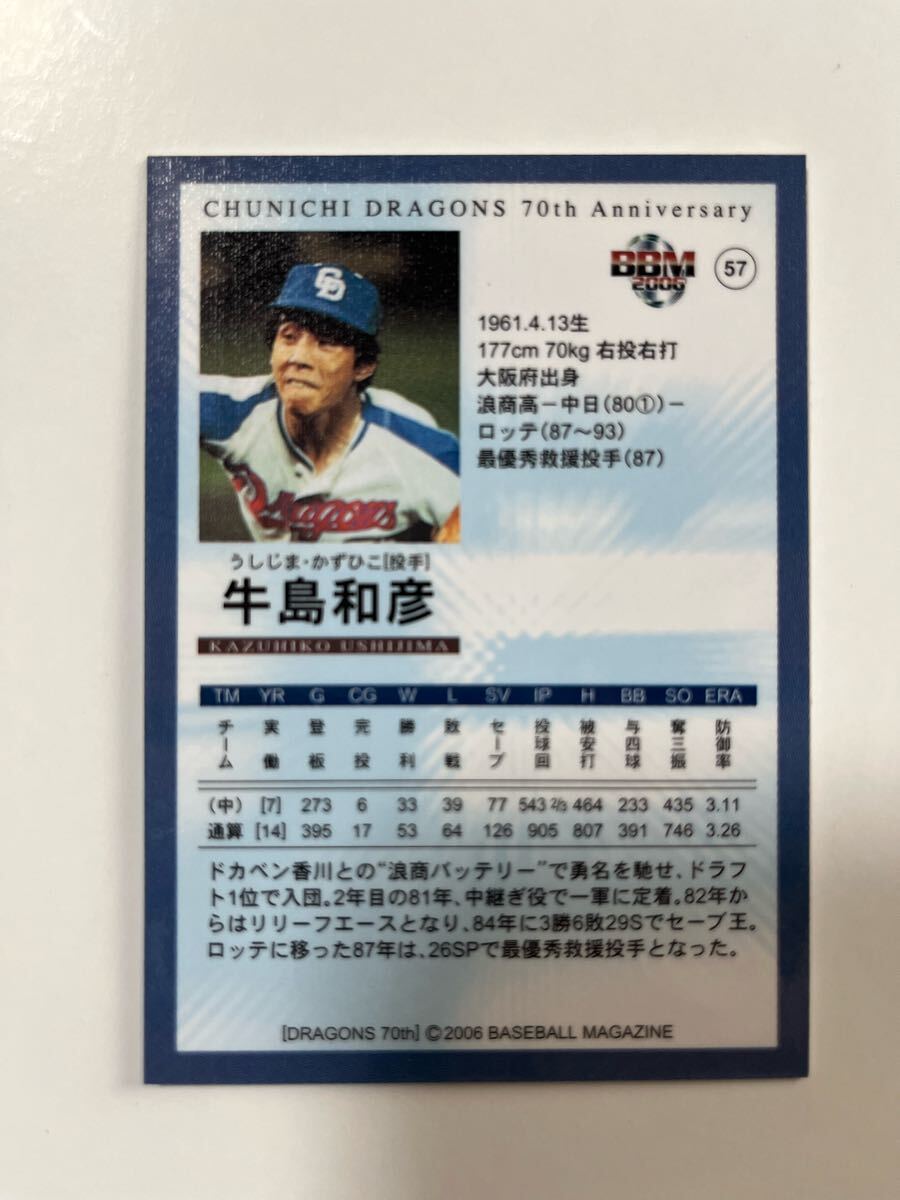 CHUNICHI DRAGONS 70th Anniversary
BBM
2006
57
CD
Dragons
1961.4.13生
177cm 70kg 右投右打
大阪府出身
浪商高－中日(80①)－
ロッテ(87〜93)
最優秀救援投手(87)
うしじま・かずひこ[投手]
牛島和彦
KAZUHIKO USHIJIMA
TM YR G CG W L SV IP H BB SO ERA
チーム 実働 登板 完投 勝利 敗戦 セーブ 投球回 被安打 与四球 奪三振 防御率
(中) [7] 273 6 33 39 77 543 2/3 464 233 435 3.11
通算 [14] 395 17 53 64 126 905 807 391 746 3.26
ドカベン香川との“浪商バッテリー”で勇名を馳せ、ドラフ
ト1位で入団。2年目の81年、中継ぎ役で一軍に定着。82年か
らはリリーフエースとなり、84年に3勝6敗29Sでセーブ王。
ロッテに移った87年は、26SPで最優秀救援投手となった。
[DRAGONS 70th] ©2006 BASEBALL MAGAZINE